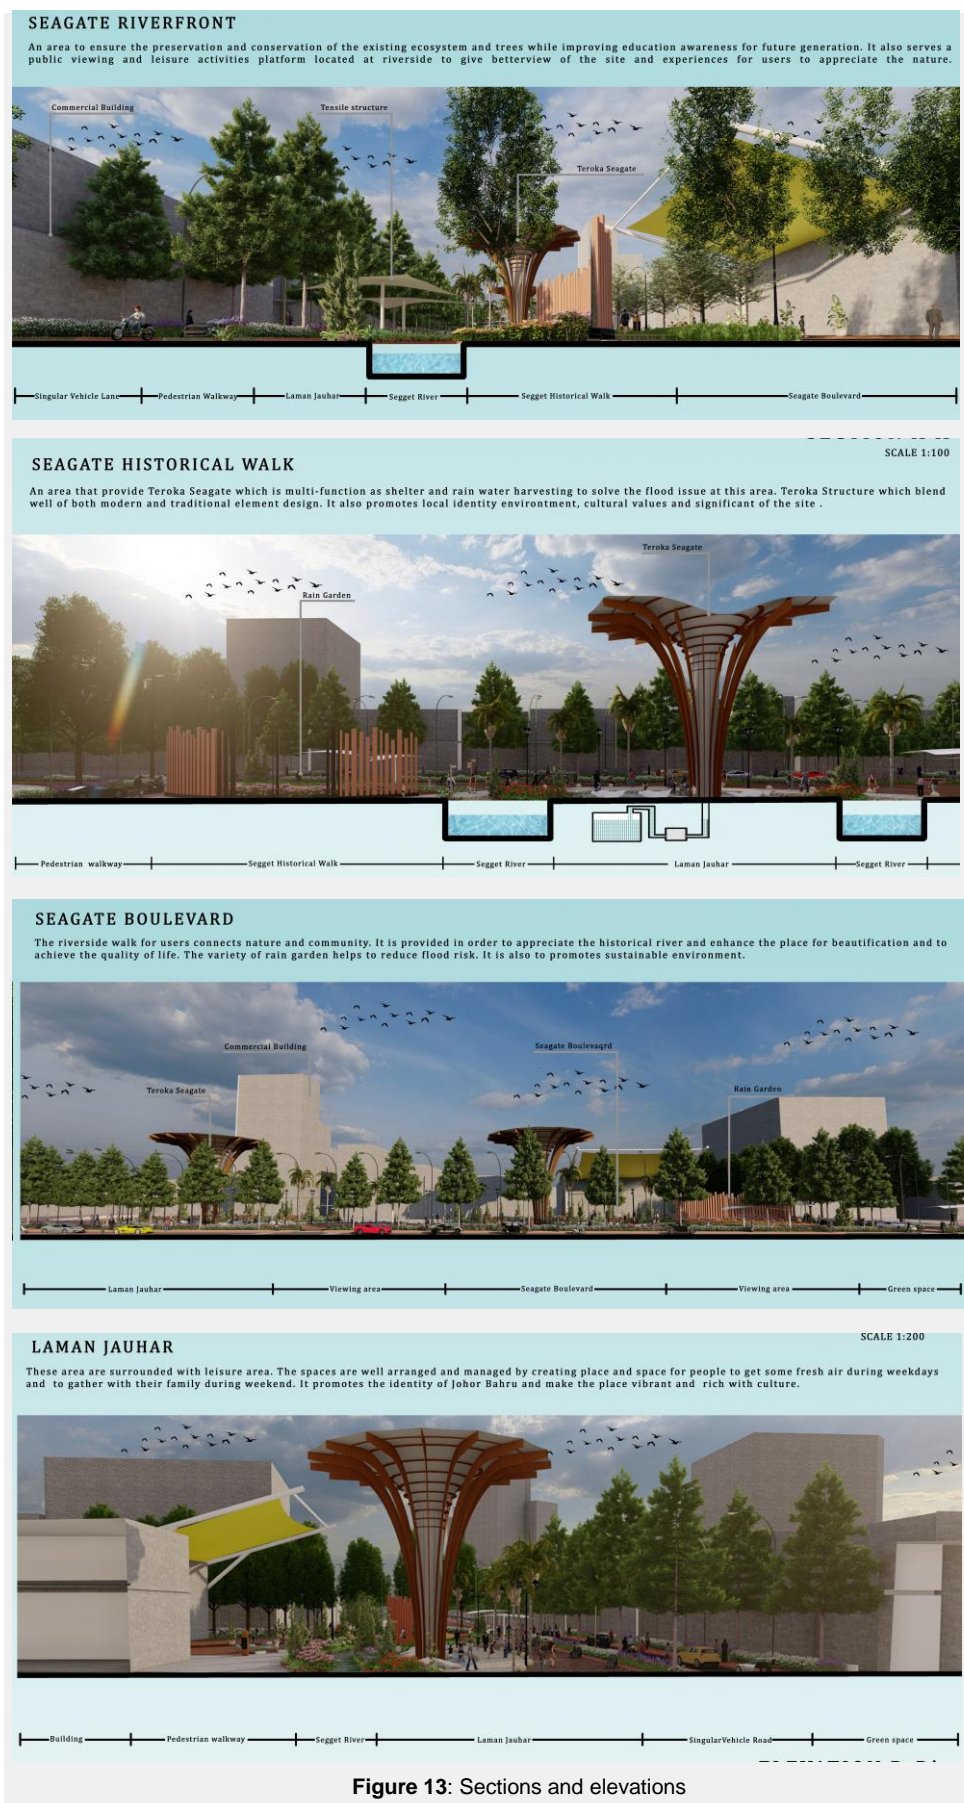 SEAGATE RIVERFRONT
An area to ensure the preservation and conservation of the existing ecosystem and trees while improving education awareness for future generation. It also serves a
public viewing and leisure activities platform located at riverside to give betterview of the site and experiences for users to appreciate the nature.
Commercial Building
Tensile structure
Teroka Seagate
Singular Vehicle Lane
Pedestrian Walkway
Laman Jauhar
Segget River
Segget Historical Walk
Seagate Boulevard
SCALE 1:100
SEAGATE HISTORICAL WALK
An area that provide Teroka Seagate which is multi-function as shelter and rain water harvesting to solve the flood issue at this area. Teroka Structure which blend
well of both modern and traditional element design. It also promotes local identity environtment, cultural values and significant of the site .
Teroka Seagate
Rain Garden
Pedestrian walkway
Segget Historical Walk
Segget River
Laman Jauhar
Segget River
SEAGATE BOULEVARD
The riverside walk for users connects nature and community. It is provided in order to appreciate the historical river and enhance the place for beautification and to
achieve the quality of life. The variety of rain garden helps to reduce flood risk. It is also to promotes sustainable environment.
Commercial Building
Seagate Boulevaqrd
Teroka Seagate
Rain Garden
Laman Jauhar
Viewing area
Seagate Boulevard
Viewing area
Green space
SCALE 1:200
LAMAN JAUHAR
These area are surrounded with leisure area. The spaces are well arranged and managed by creating place and space for people to get some fresh air during weekdays
and to gather with their family during weekend. It promotes the identity of Johor Bahru and make the place vibrant and rich with culture.
Building
Pedestrian walkway
Segget River
Laman Jauhar
SingularVehicle Road
Green space
Figure 13: Sections and elevations